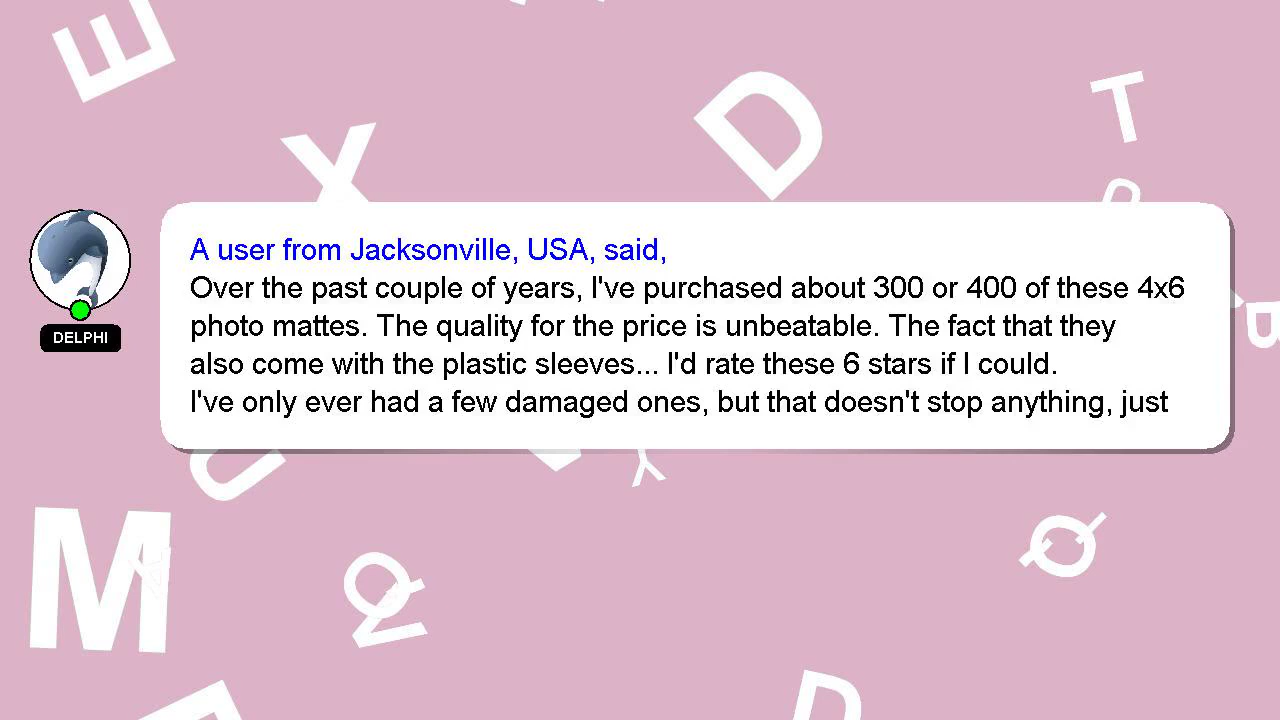 A user from Jacksonville, USA, said,
Over the past couple of years, I've purchased about 300 or 400 of these 4x6
photo mattes. The quality for the price is unbeatable. The fact that they
also come with the plastic sleeves... I'd rate these 6 stars if I could.
I've only ever had a few damaged ones, but that doesn't stop anything, just
DELPHI